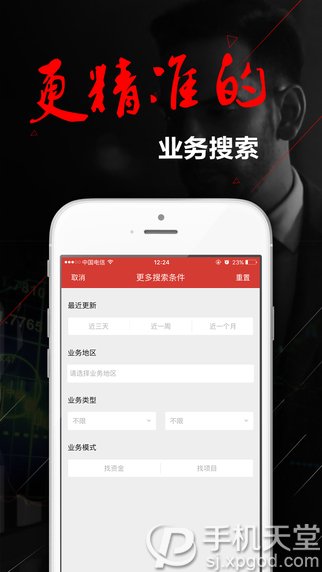 更精准的
业务搜索
中国电信 12:24 23%
取消 更多搜索条件 重置
最近更新
近三天 近一周 近一个月
业务地区
请选择业务地区
业务类型
不限 不限
业务模式
找资金 找项目
手机天堂
sj.xpgod.com